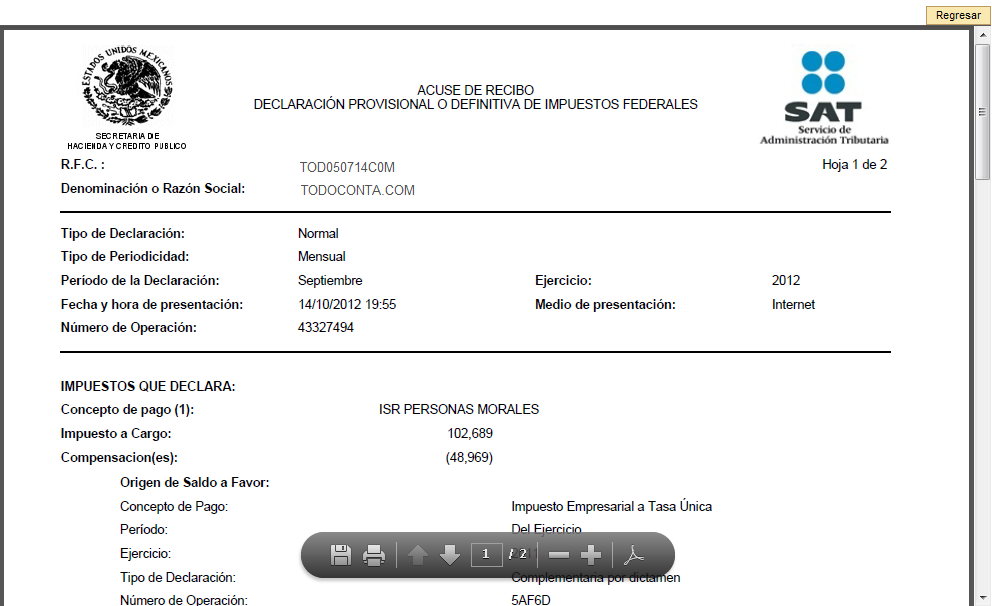 Regresar
ESTADOS UNIDOS MEXICANOS
ACUSE DE RECIBO
DECLARACIÓN PROVISIONAL O DEFINITIVA DE IMPUESTOS FEDERALES
SAT
Servicio de
Administración Tributaria
SECRETARIA DE
HACIENDA Y CREDITO PUBLICO
R.F.C. : TOD050714C0M Hoja 1 de 2
Denominación o Razón Social: TODOCONTA.COM
Tipo de Declaración: Normal
Tipo de Periodicidad: Mensual
Período de la Declaración: Septiembre Ejercicio: 2012
Fecha y hora de presentación: 14/10/2012 19:55 Medio de presentación: Internet
Número de Operación: 43327494
IMPUESTOS QUE DECLARA:
Concepto de pago (1): ISR PERSONAS MORALES
Impuesto a Cargo: 102,689
Compensacion(es): (48,969)
Origen de Saldo a Favor:
Concepto de Pago: Impuesto Empresarial a Tasa Única
Período: Del Ejercicio
Ejercicio:
1 / 2
Tipo de Declaración: Complementaria por dictamen
Número de Operación: 5AF6D